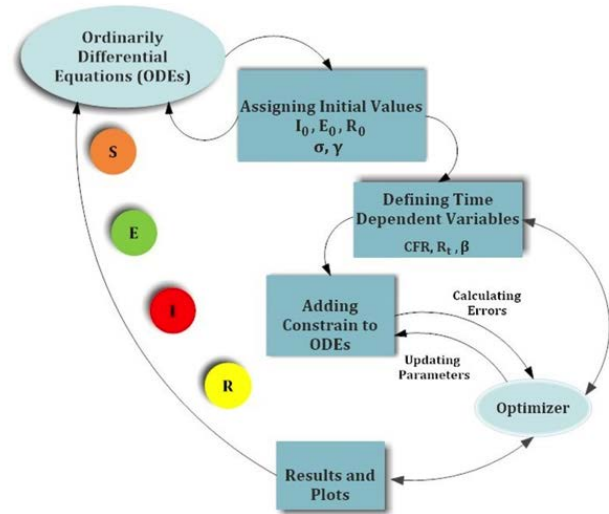 Ordinarily
Differential
Equations (ODEs)
Assigning Initial Values
I₀ , E₀ , R₀
σ, γ
S
Defining Time
Dependent Variables
CFR, Rₜ , β
E
Adding
Constrain to
ODEs
Calculating
Errors
I
Updating
Parameters
R
Optimizer
Results and
Plots